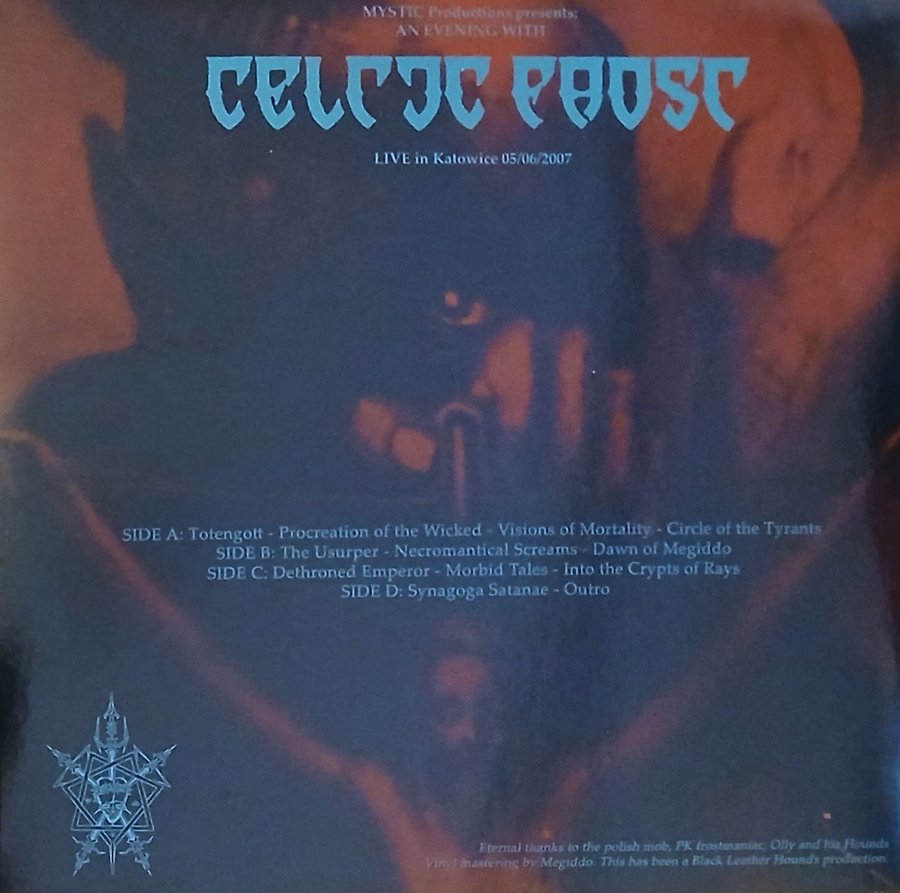 MYSTIC Productions presents:
AN EVENING WITH
CELTIC FROST
LIVE in Katowice 05/06/2007
SIDE A: Totengott - Procreation of the Wicked - Visions of Mortality - Circle of the Tyrants
SIDE B: The Usurper - Necromantical Screams - Dawn of Megiddo
SIDE C: Dethroned Emperor - Morbid Tales - Into the Crypts of Rays
SIDE D: Synagoga Satanae - Outro
Eternal thanks to the polish mob, PK frostmaniac, Olly and his Hounds
Vinyl mastering by Megiddo. This has been a Black Leather Hounds production.